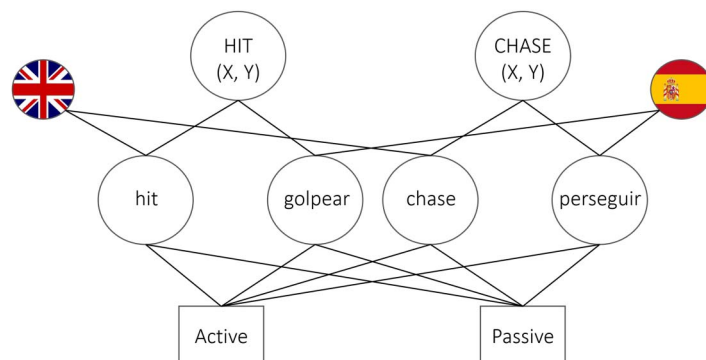 HIT
(X, Y)
CHASE
(X, Y)
hit
golpear
chase
perseguir
Active
Passive